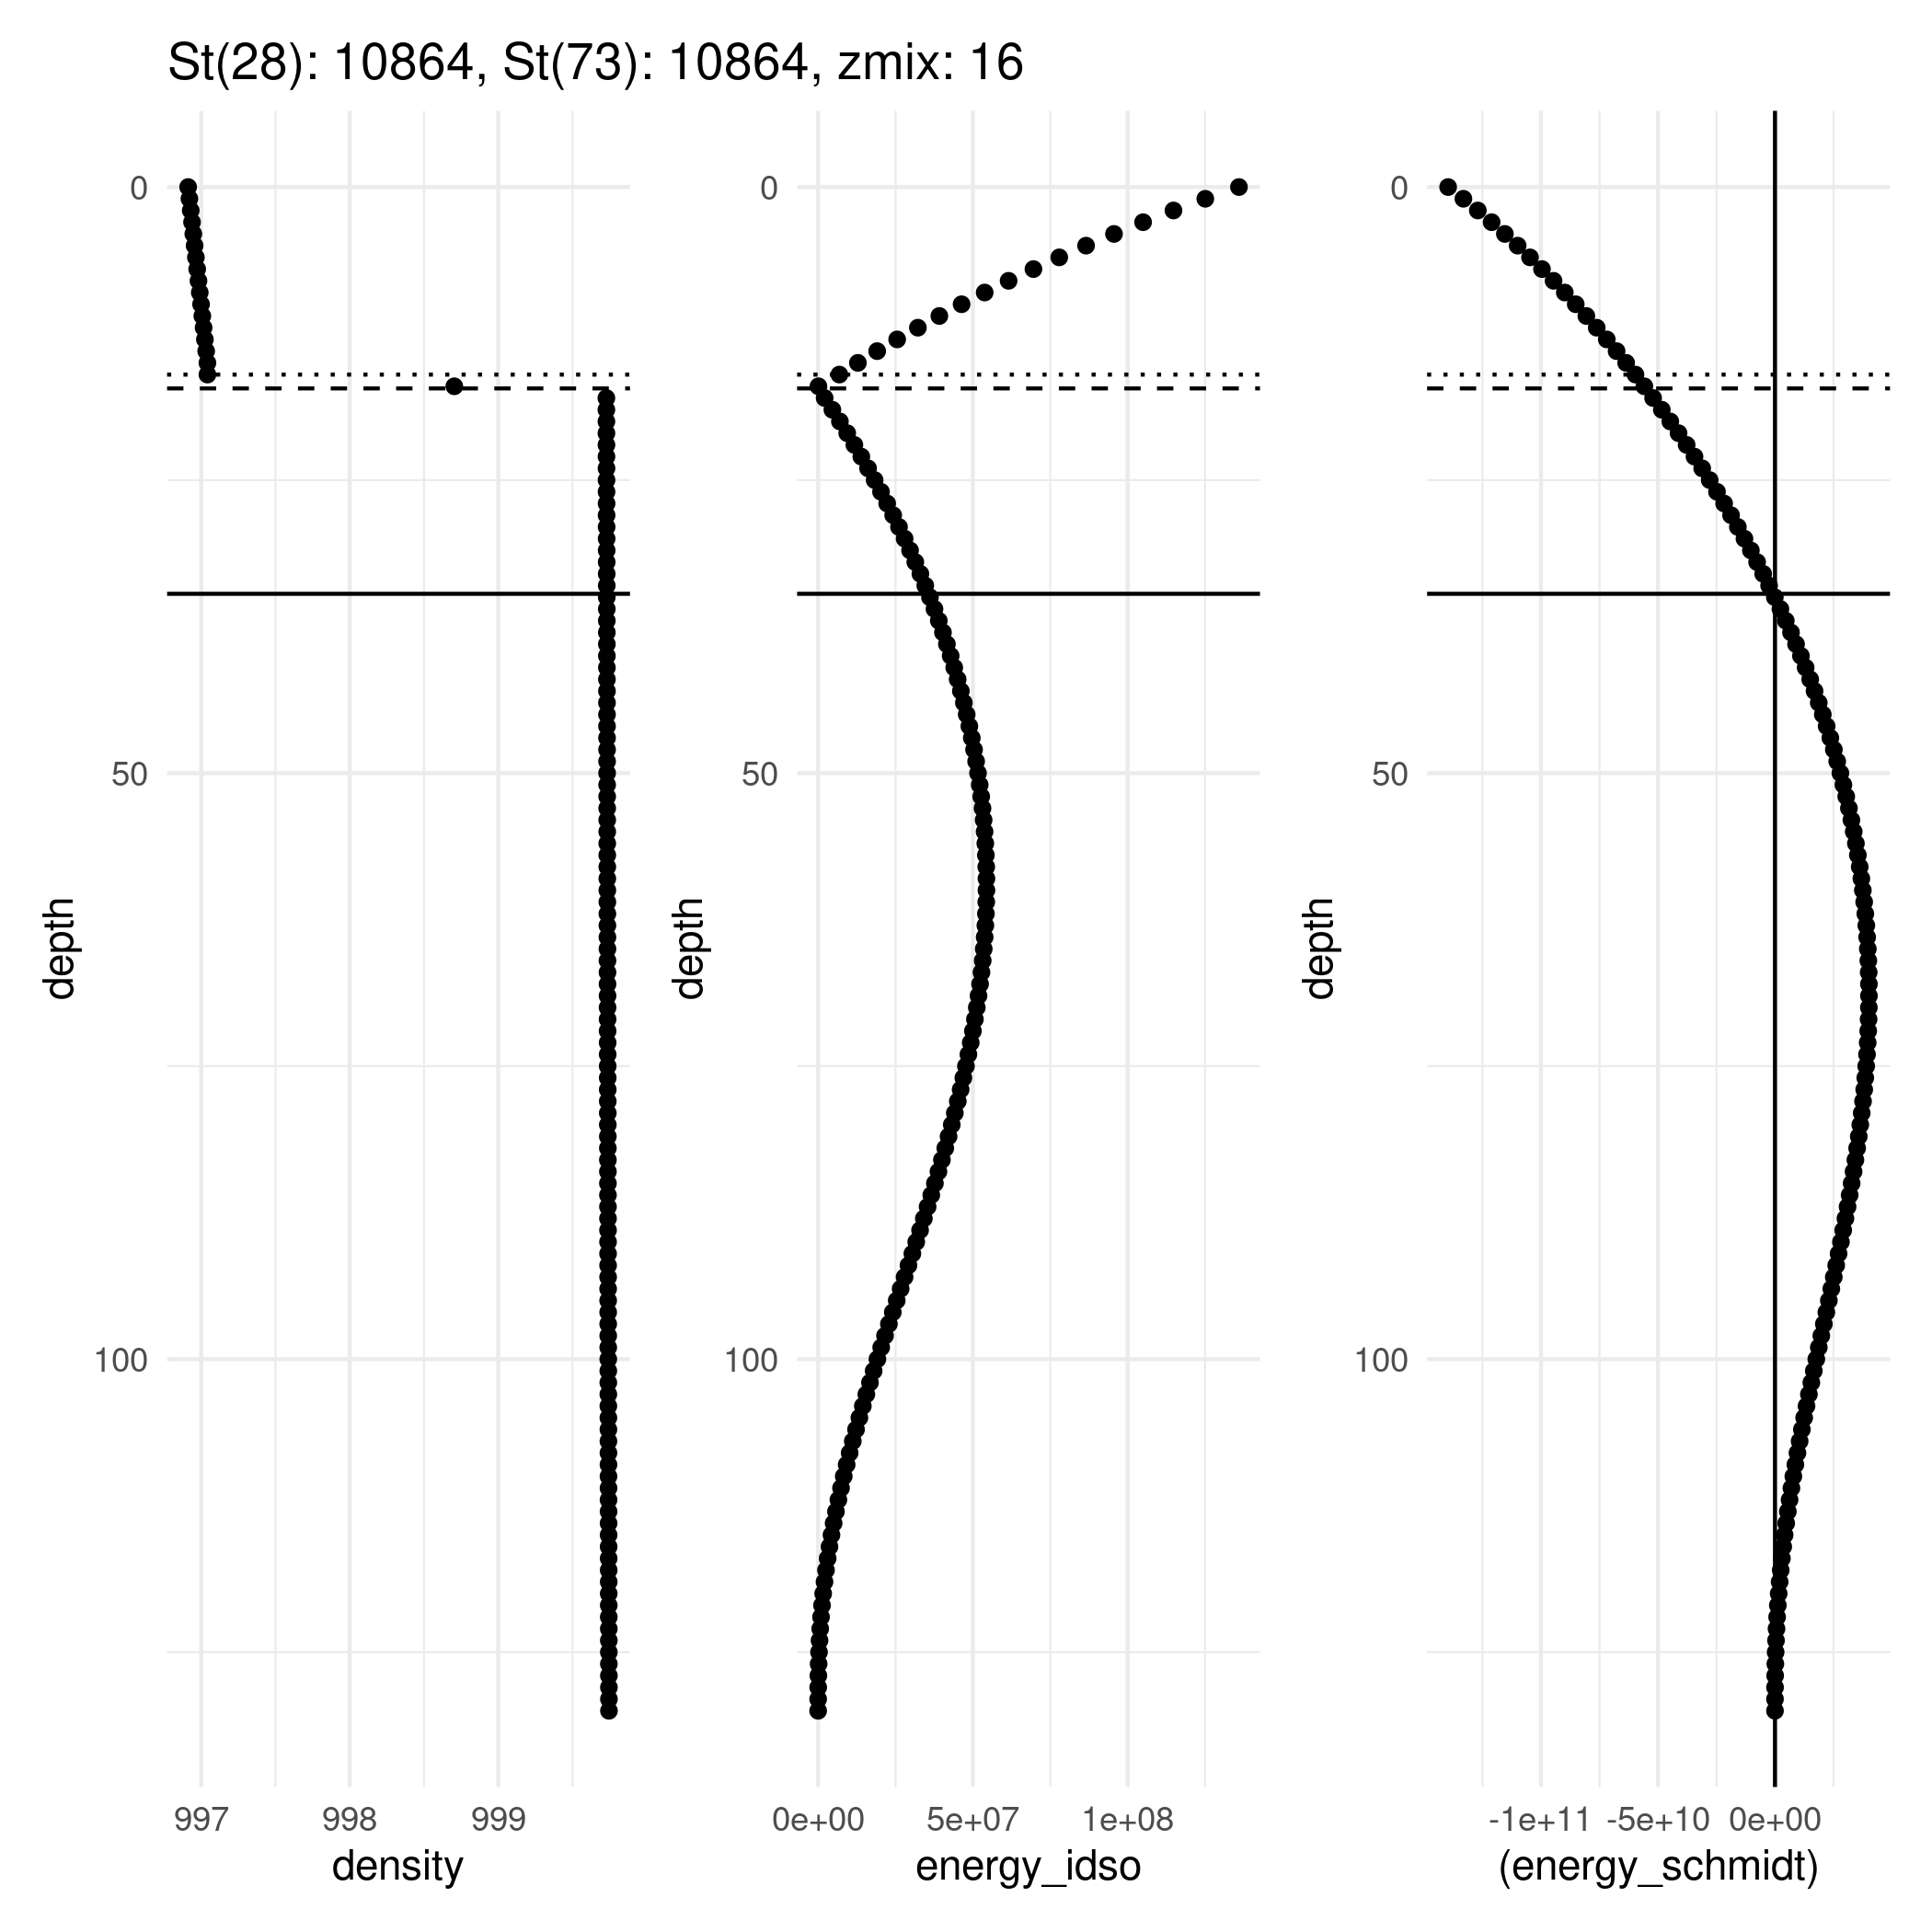 St(28): 10864, St(73): 10864, zmix: 16
0
50
100
depth
997 998 999
density
0
50
100
depth
0e+00 5e+07 1e+08
energy_idso
0
50
100
depth
-1e+11 -5e+10 0e+00
(energy_schmidt)